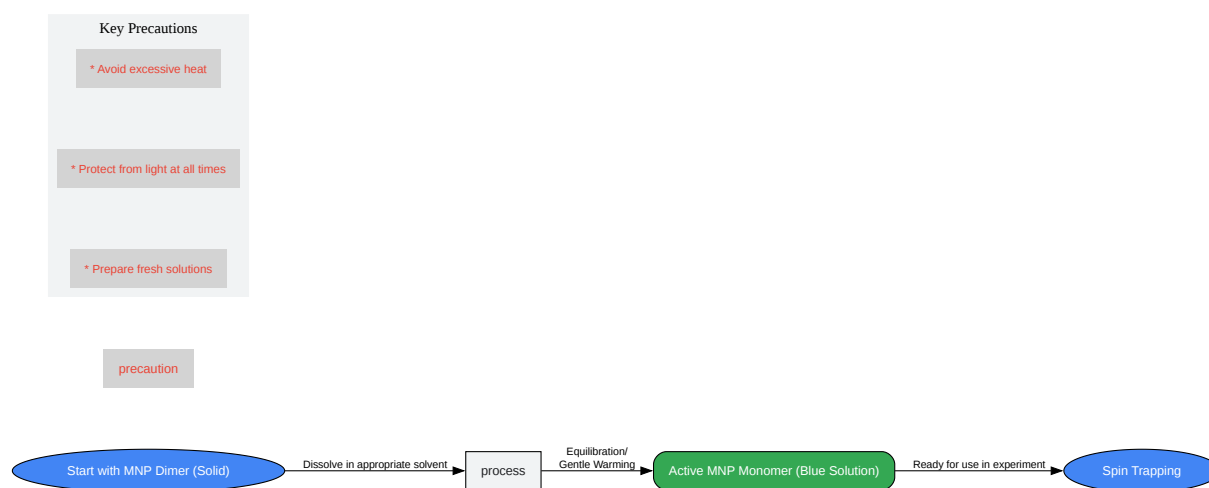 Key Precautions
* Avoid excessive heat
* Protect from light at all times
* Prepare fresh solutions
precaution
Start with MNP Dimer (Solid)
Dissolve in appropriate solvent
process
Equilibration/
Gentle Warming
Active MNP Monomer (Blue Solution)
Ready for use in experiment
Spin Trapping